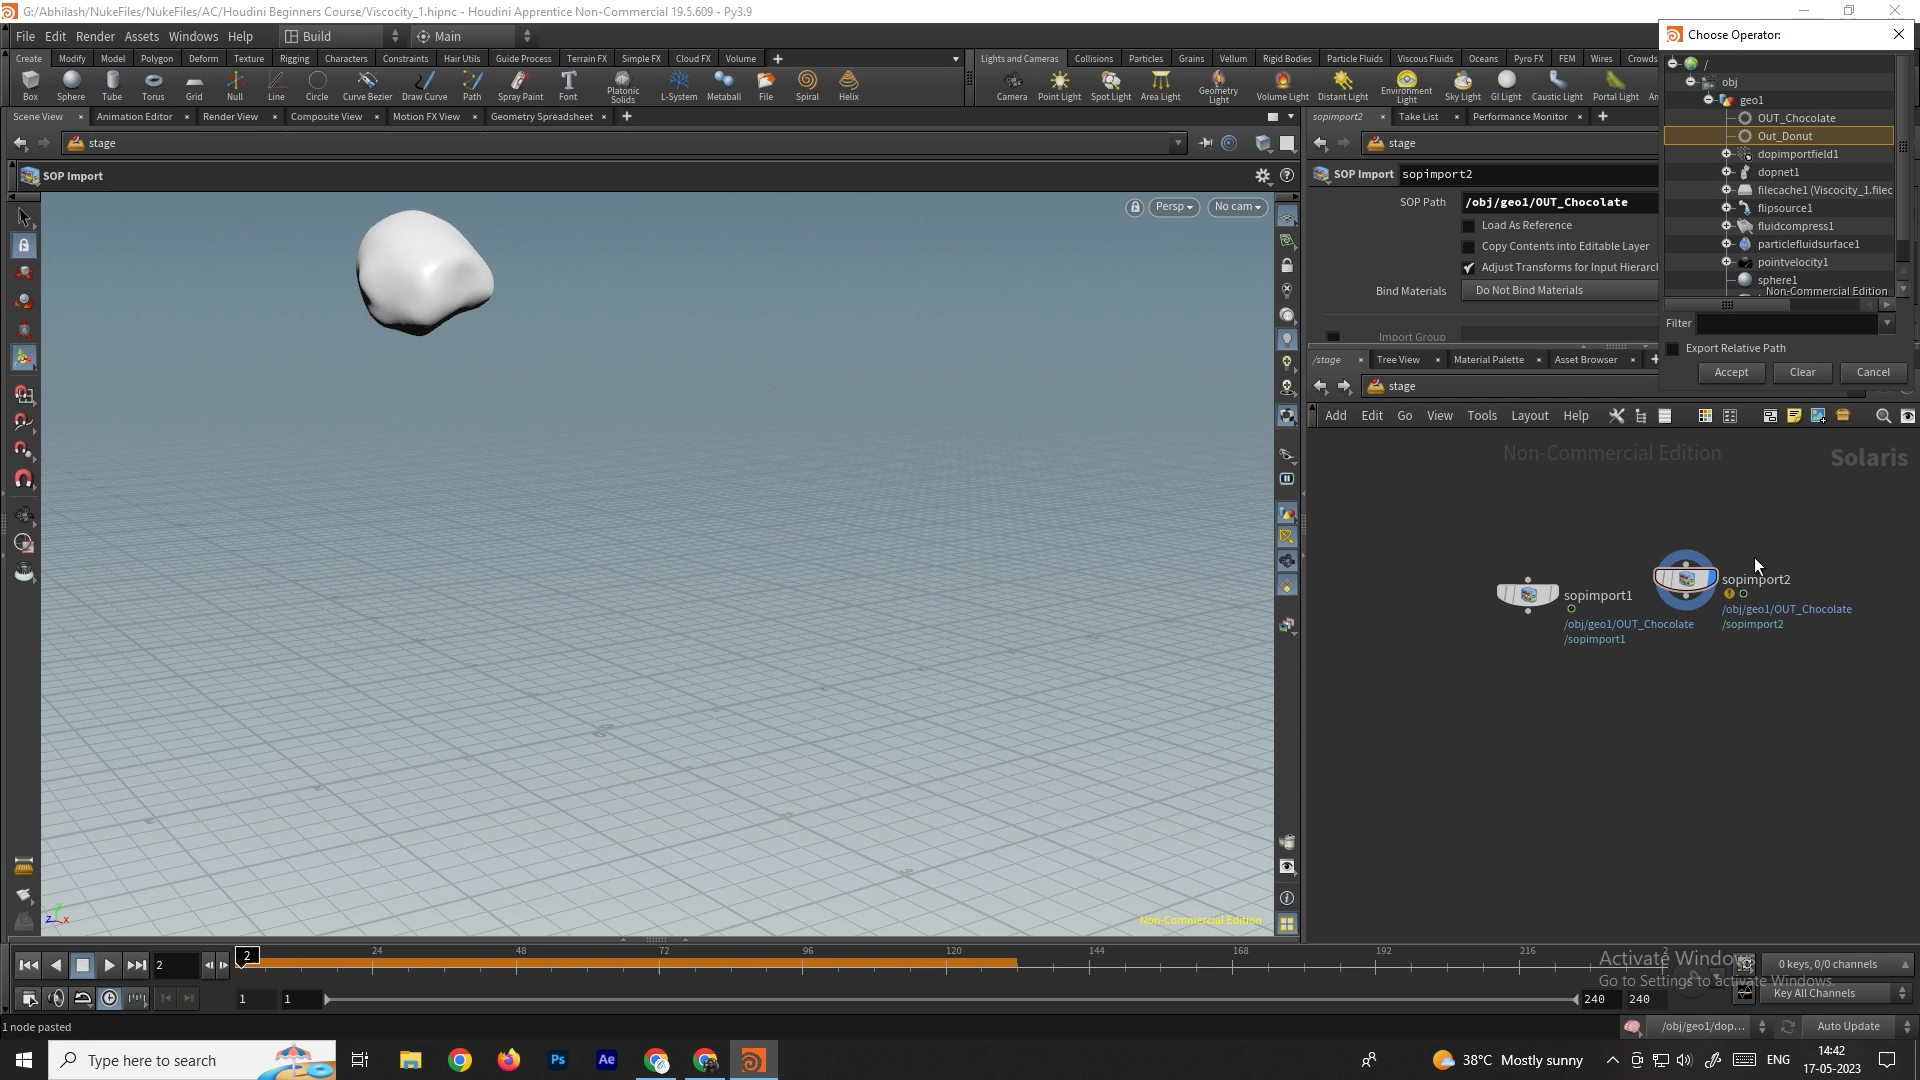 G:/Abhilash/NukeFiles/NukeFiles/AC/Houdini Beginners Course/Viscocity_1.hipnc - Houdini Apprentice Non-Commercial 19.5.609 - Py3.9
File Edit Render Assets Windows Help Build Main
Choose Operator:
Create Modify Model Polygon Deform Texture Rigging Characters Constraints Hair Utils Guide Process Terrain FX Simple FX Cloud FX Volume
Lights and Cameras Collisions Particles Grains Vellum Rigid Bodies Particle Fluids Viscous Fluids Oceans Pyro FX FEM Wires Crowds
Box Sphere Tube Torus Grid Null Line Circle Curve Bezier Draw Curve Path Spray Paint Font Platonic Solids L-System Metaball File Spiral Helix
Camera Point Light Spot Light Area Light Geometry Light Volume Light Distant Light Environment Light Sky Light GI Light Caustic Light Portal Light
Scene View Animation Editor Render View Composite View Motion FX View Geometry Spreadsheet
sopimport2 Take List Performance Monitor
stage
stage
SOP Import
Persp No cam
SOP Import sopimport2
SOP Path /obj/geo1/OUT_Chocolate
Load As Reference
Copy Contents into Editable Layer
Adjust Transforms for Input Hierarch
Bind Materials Do Not Bind Materials
Import Group
/
obj
geo1
OUT_Chocolate
Out_Donut
dopimportfield1
dopnet1
filecache1 (Viscocity_1.filec
flipsource1
fluidcompress1
particlefluidsurface1
pointvelocity1
sphere1
Non-Commercial Edition
Filter
Export Relative Path
Accept Clear Cancel
/stage Tree View Material Palette Asset Browser
stage
Add Edit Go View Tools Layout Help
Non-Commercial Edition Solaris
sopimport1
/obj/geo1/OUT_Chocolate
/sopimport1
sopimport2
/obj/geo1/OUT_Chocolate
/sopimport2
Non-Commercial Edition
z y x
2
24 48 72 96 120 144 168 192 216 2
2
Activate Windows
Go to Settings to activate Windows.
0 keys, 0/0 channels
1 1 240 240
Key All Channels
1 node pasted
/obj/geo1/dop... Auto Update
Type here to search
Ps Ae
38°C Mostly sunny
ENG
14:42
17-05-2023